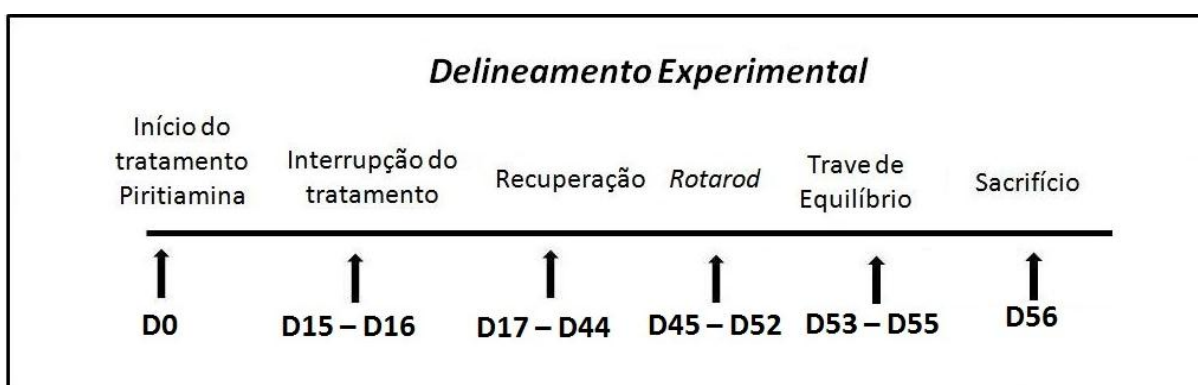 Delineamento Experimental
Início do
tratamento
Piritiamina
Interrupção do
tratamento
Recuperação
Rotarod
Trave de
Equilíbrio
Sacrifício
D0
D15 – D16
D17 – D44
D45 – D52
D53 – D55
D56